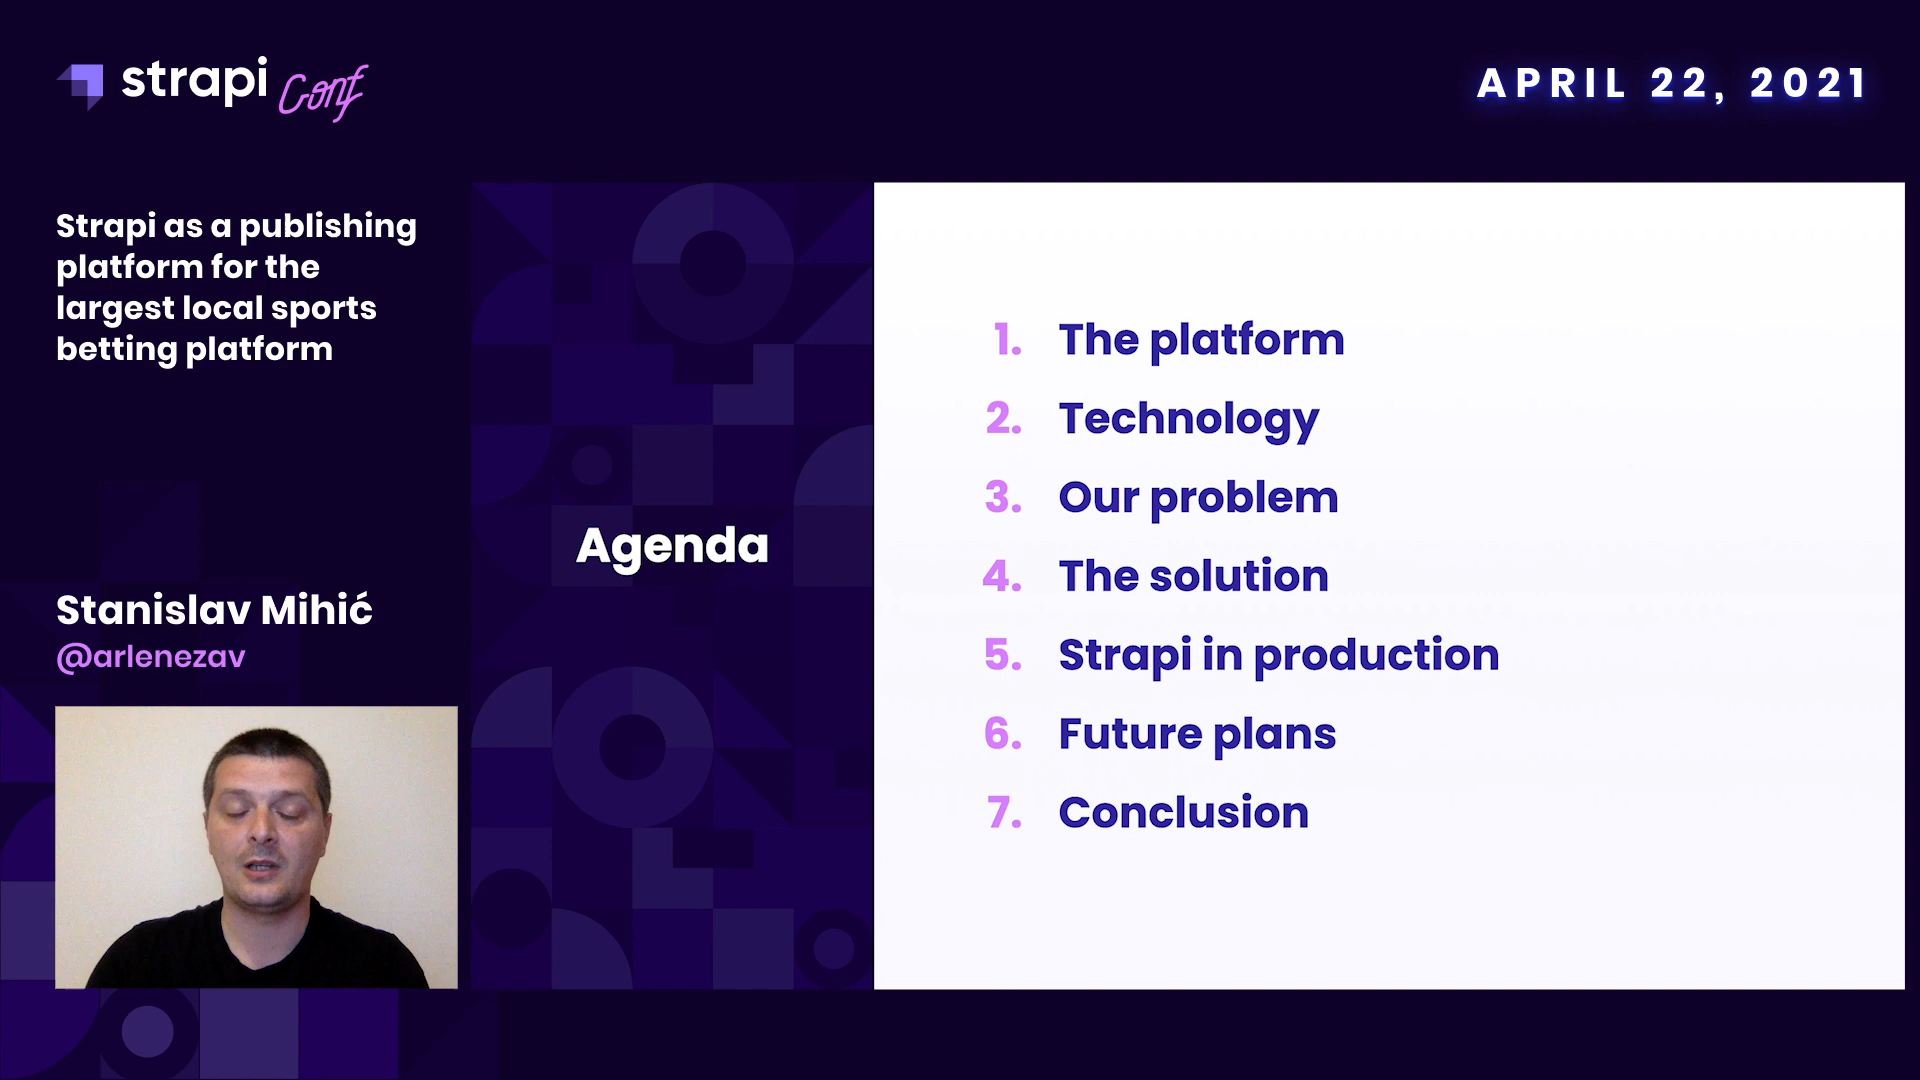 strapi Conf
APRIL 22, 2021
Strapi as a publishing
platform for the
largest local sports
betting platform
Stanislav Mihić
@arlenezav
Agenda
1. The platform
2. Technology
3. Our problem
4. The solution
5. Strapi in production
6. Future plans
7. Conclusion